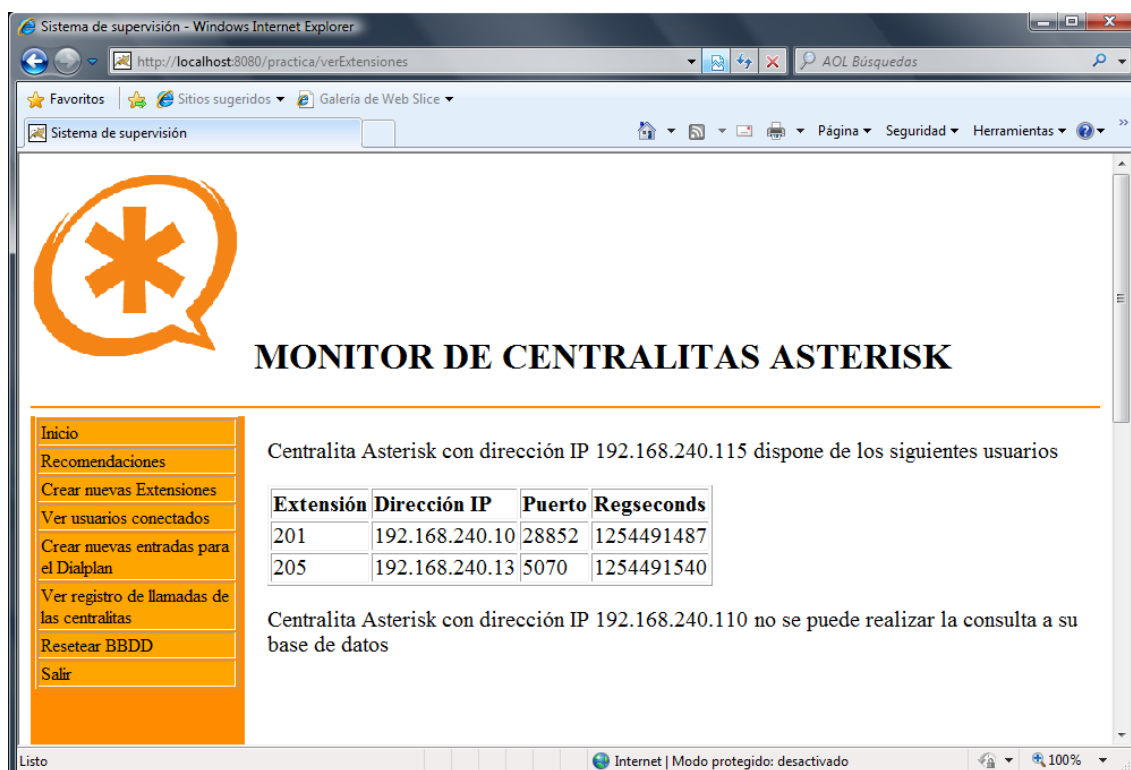 Sistema de supervisión - Windows Internet Explorer
http://localhost:8080/practica/verExtensiones
AOL Búsquedas
Favoritos Sitios sugeridos Galería de Web Slice
Sistema de supervisión
Página Seguridad Herramientas
MONITOR DE CENTRALITAS ASTERISK
Inicio
Recomendaciones
Crear nuevas Extensiones
Ver usuarios conectados
Crear nuevas entradas para
el Dialplan
Ver registro de llamadas de
las centralitas
Resetear BBDD
Salir
Centralita Asterisk con dirección IP 192.168.240.115 dispone de los siguientes usuarios
Extensión Dirección IP Puerto Regseconds
201 192.168.240.10 28852 1254491487
205 192.168.240.13 5070 1254491540
Centralita Asterisk con dirección IP 192.168.240.110 no se puede realizar la consulta a su
base de datos
Listo
Internet | Modo protegido: desactivado
100%